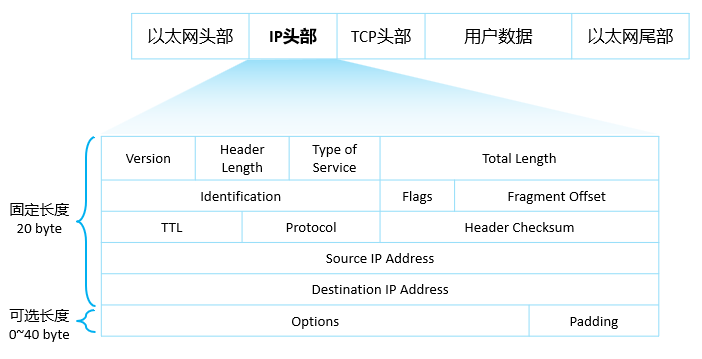 以太网头部
IP头部
TCP头部
用户数据
以太网尾部
Version
Header
Length
Type of
Service
Total Length
Identification
Flags
Fragment Offset
固定长度
20 byte
TTL
Protocol
Header Checksum
Source IP Address
Destination IP Address
可选长度
0~40 byte
Options
Padding